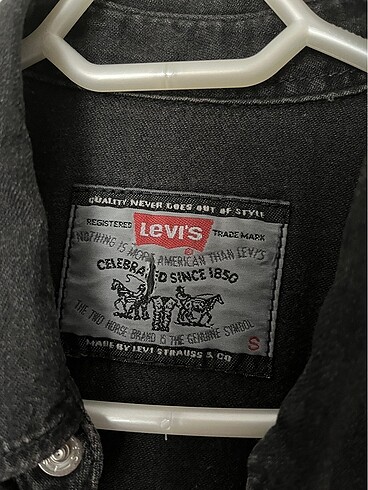 QUALITY NEVER GOES OUT OF STYLE
REGISTERED LEVI'S TRADE MARK
®
NOTHING IS MORE AMERICAN THAN LEVI'S
CELEBRATED SINCE 1850
THE TWO HORSE BRAND IS THE GENUINE SYMBOL
S
MADE BY LEVI STRAUSS & CO